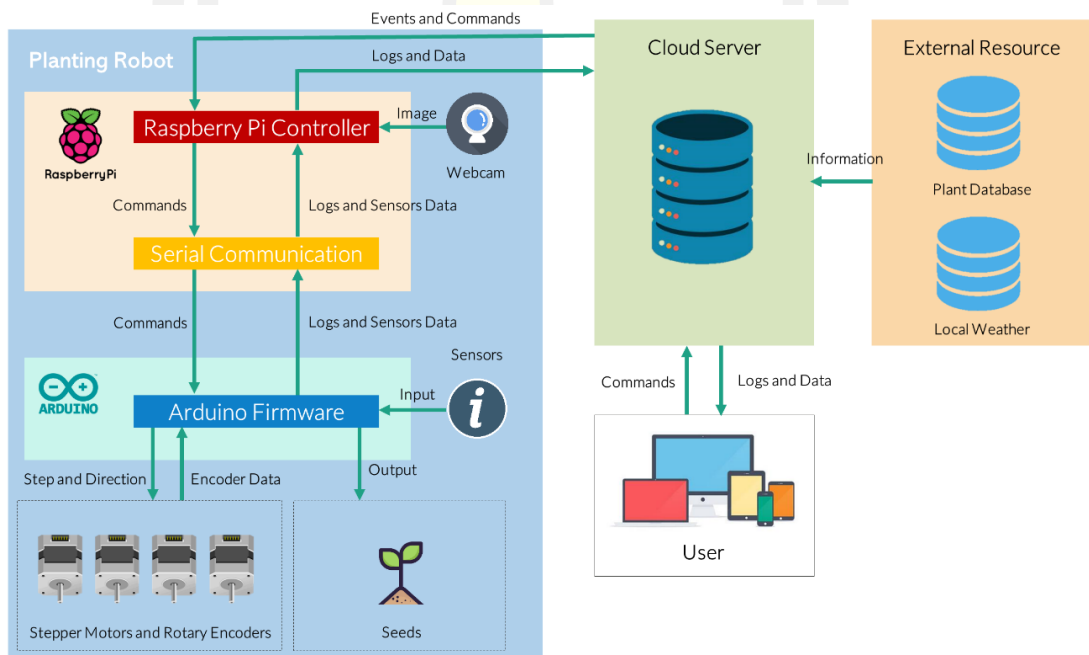 Events and Commands
Planting Robot
Logs and Data
Cloud Server
External Resource
RaspberryPi
Raspberry Pi Controller
Image
Webcam
Information
Plant Database
Commands
Logs and Sensors Data
Serial Communication
Commands
Logs and Sensors Data
Local Weather
Sensors
ARDUINO
Arduino Firmware
Input
i
Commands
Logs and Data
Step and Direction
Encoder Data
Output
User
Stepper Motors and Rotary Encoders
Seeds